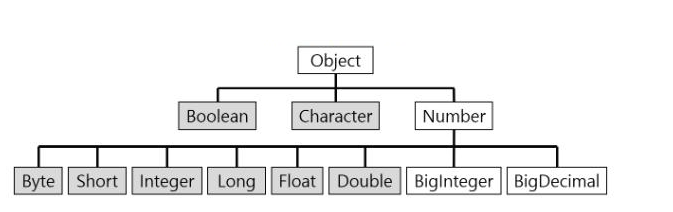 Object
Boolean Character Number
Byte Short Integer Long Float Double BigInteger BigDecimal